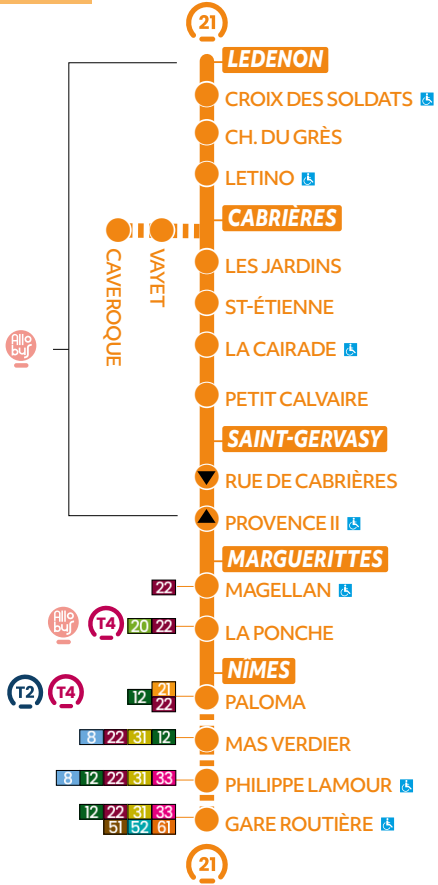 21
LEDENON
CROIX DES SOLDATS
CH. DU GRÈS
LETINO
CABRIÈRES
CAVEROQUE
VAYET
LES JARDINS
ST-ÉTIENNE
Allo bus
LA CAIRADE
PETIT CALVAIRE
SAINT-GERVASY
RUE DE CABRIÈRES
PROVENCE II
MARGUERITTES
22 MAGELLAN
Allo bus T4 20 22 LA PONCHE
NÎMES
T2 T4 12 21 22 PALOMA
8 22 31 12 MAS VERDIER
8 12 22 31 33 PHILIPPE LAMOUR
12 22 31 33 GARE ROUTIÈRE
51 52 61
21